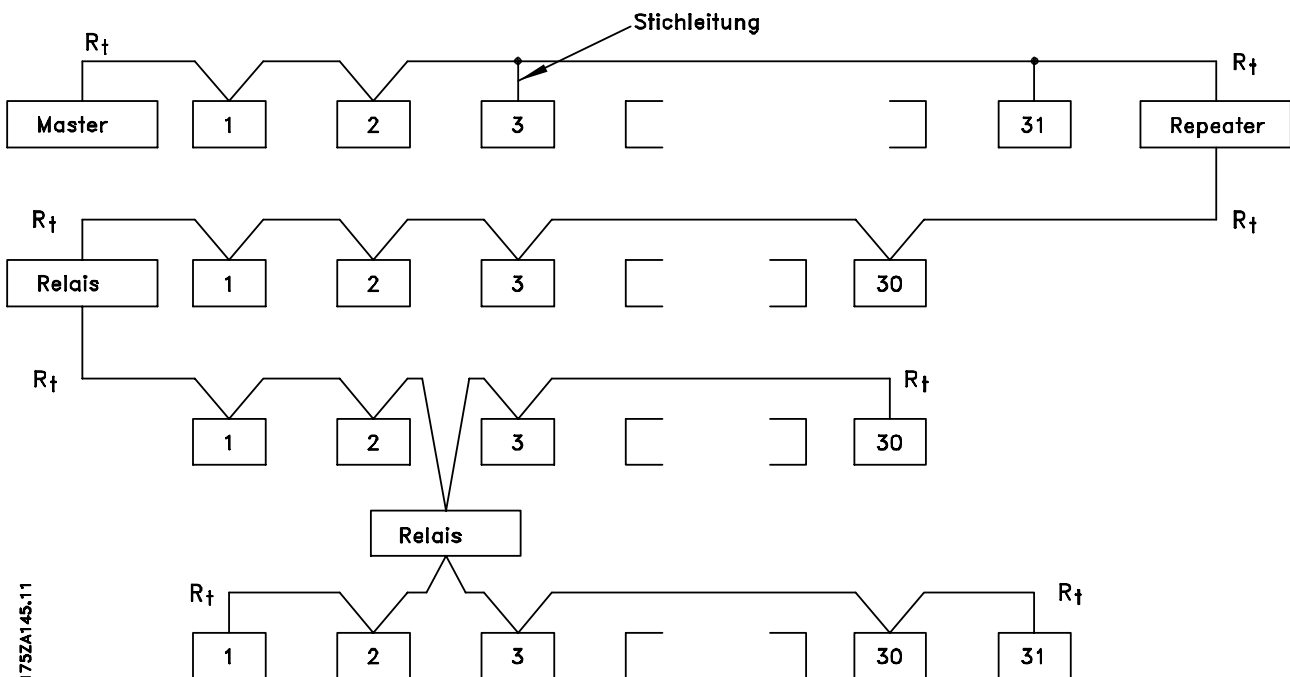 Stichleitung
Rt Rt
Master 1 2 3 31 Repeater
Rt Rt
Relais 1 2 3 30
Rt Rt
1 2 3 30
Relais
Rt Rt
1 2 3 30 31
175ZA145.11